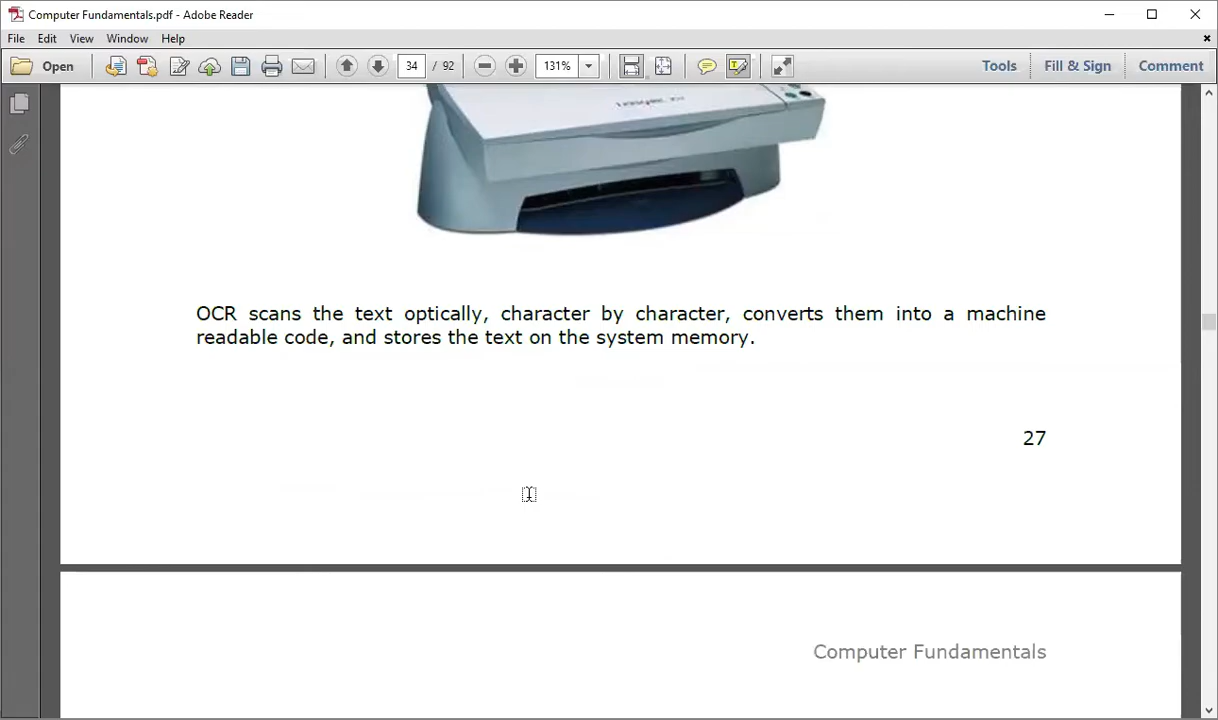 Computer Fundamentals.pdf - Adobe Reader
File Edit View Window Help
Open 34 / 92 131% Tools Fill & Sign Comment
OCR scans the text optically, character by character, converts them into a machine
readable code, and stores the text on the system memory.
27
Computer Fundamentals